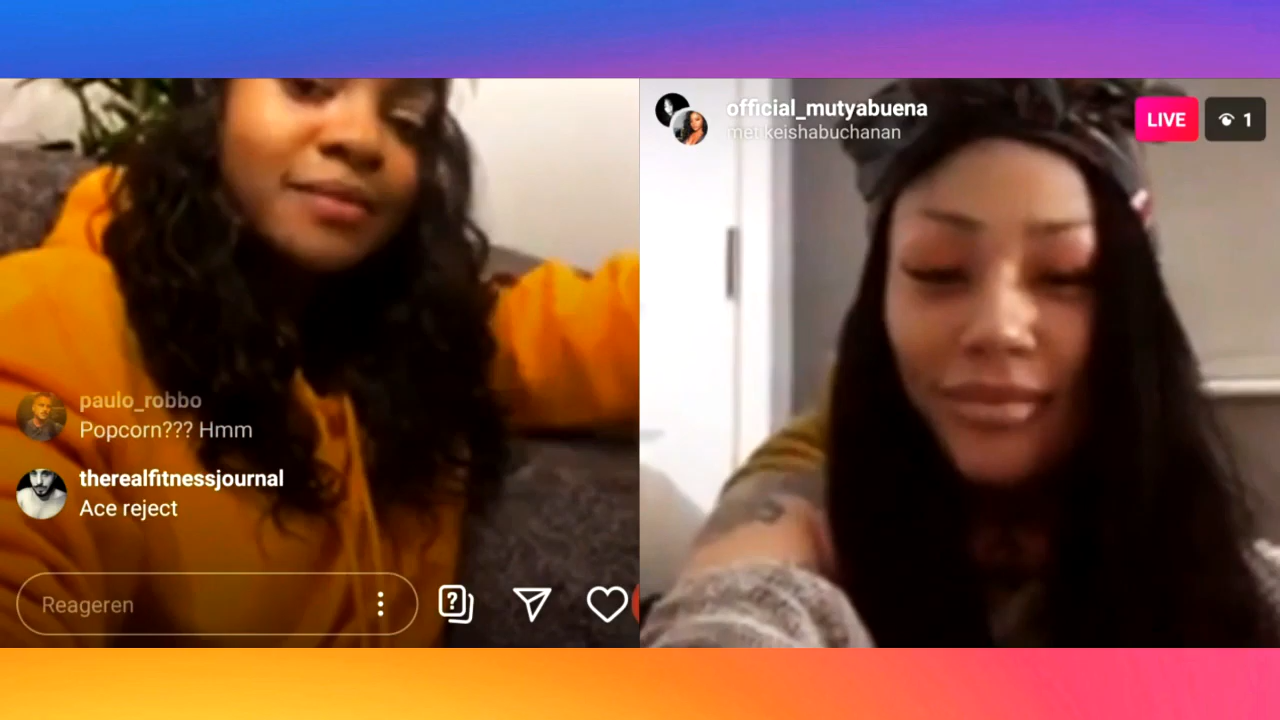 official_mutyabuena
met keishabuchanan
LIVE
1
paulo_robbo
Popcorn??? Hmm
therealfitnessjournal
Ace reject
Reageren
?